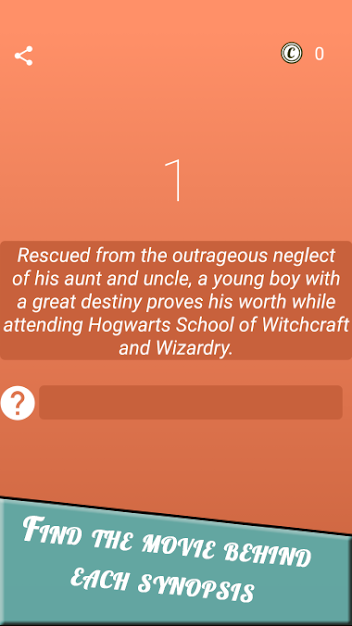 C 0
1
Rescued from the outrageous neglect
of his aunt and uncle, a young boy with
a great destiny proves his worth while
attending Hogwarts School of Witchcraft
and Wizardry.
?
Find the movie behind
each synopsis